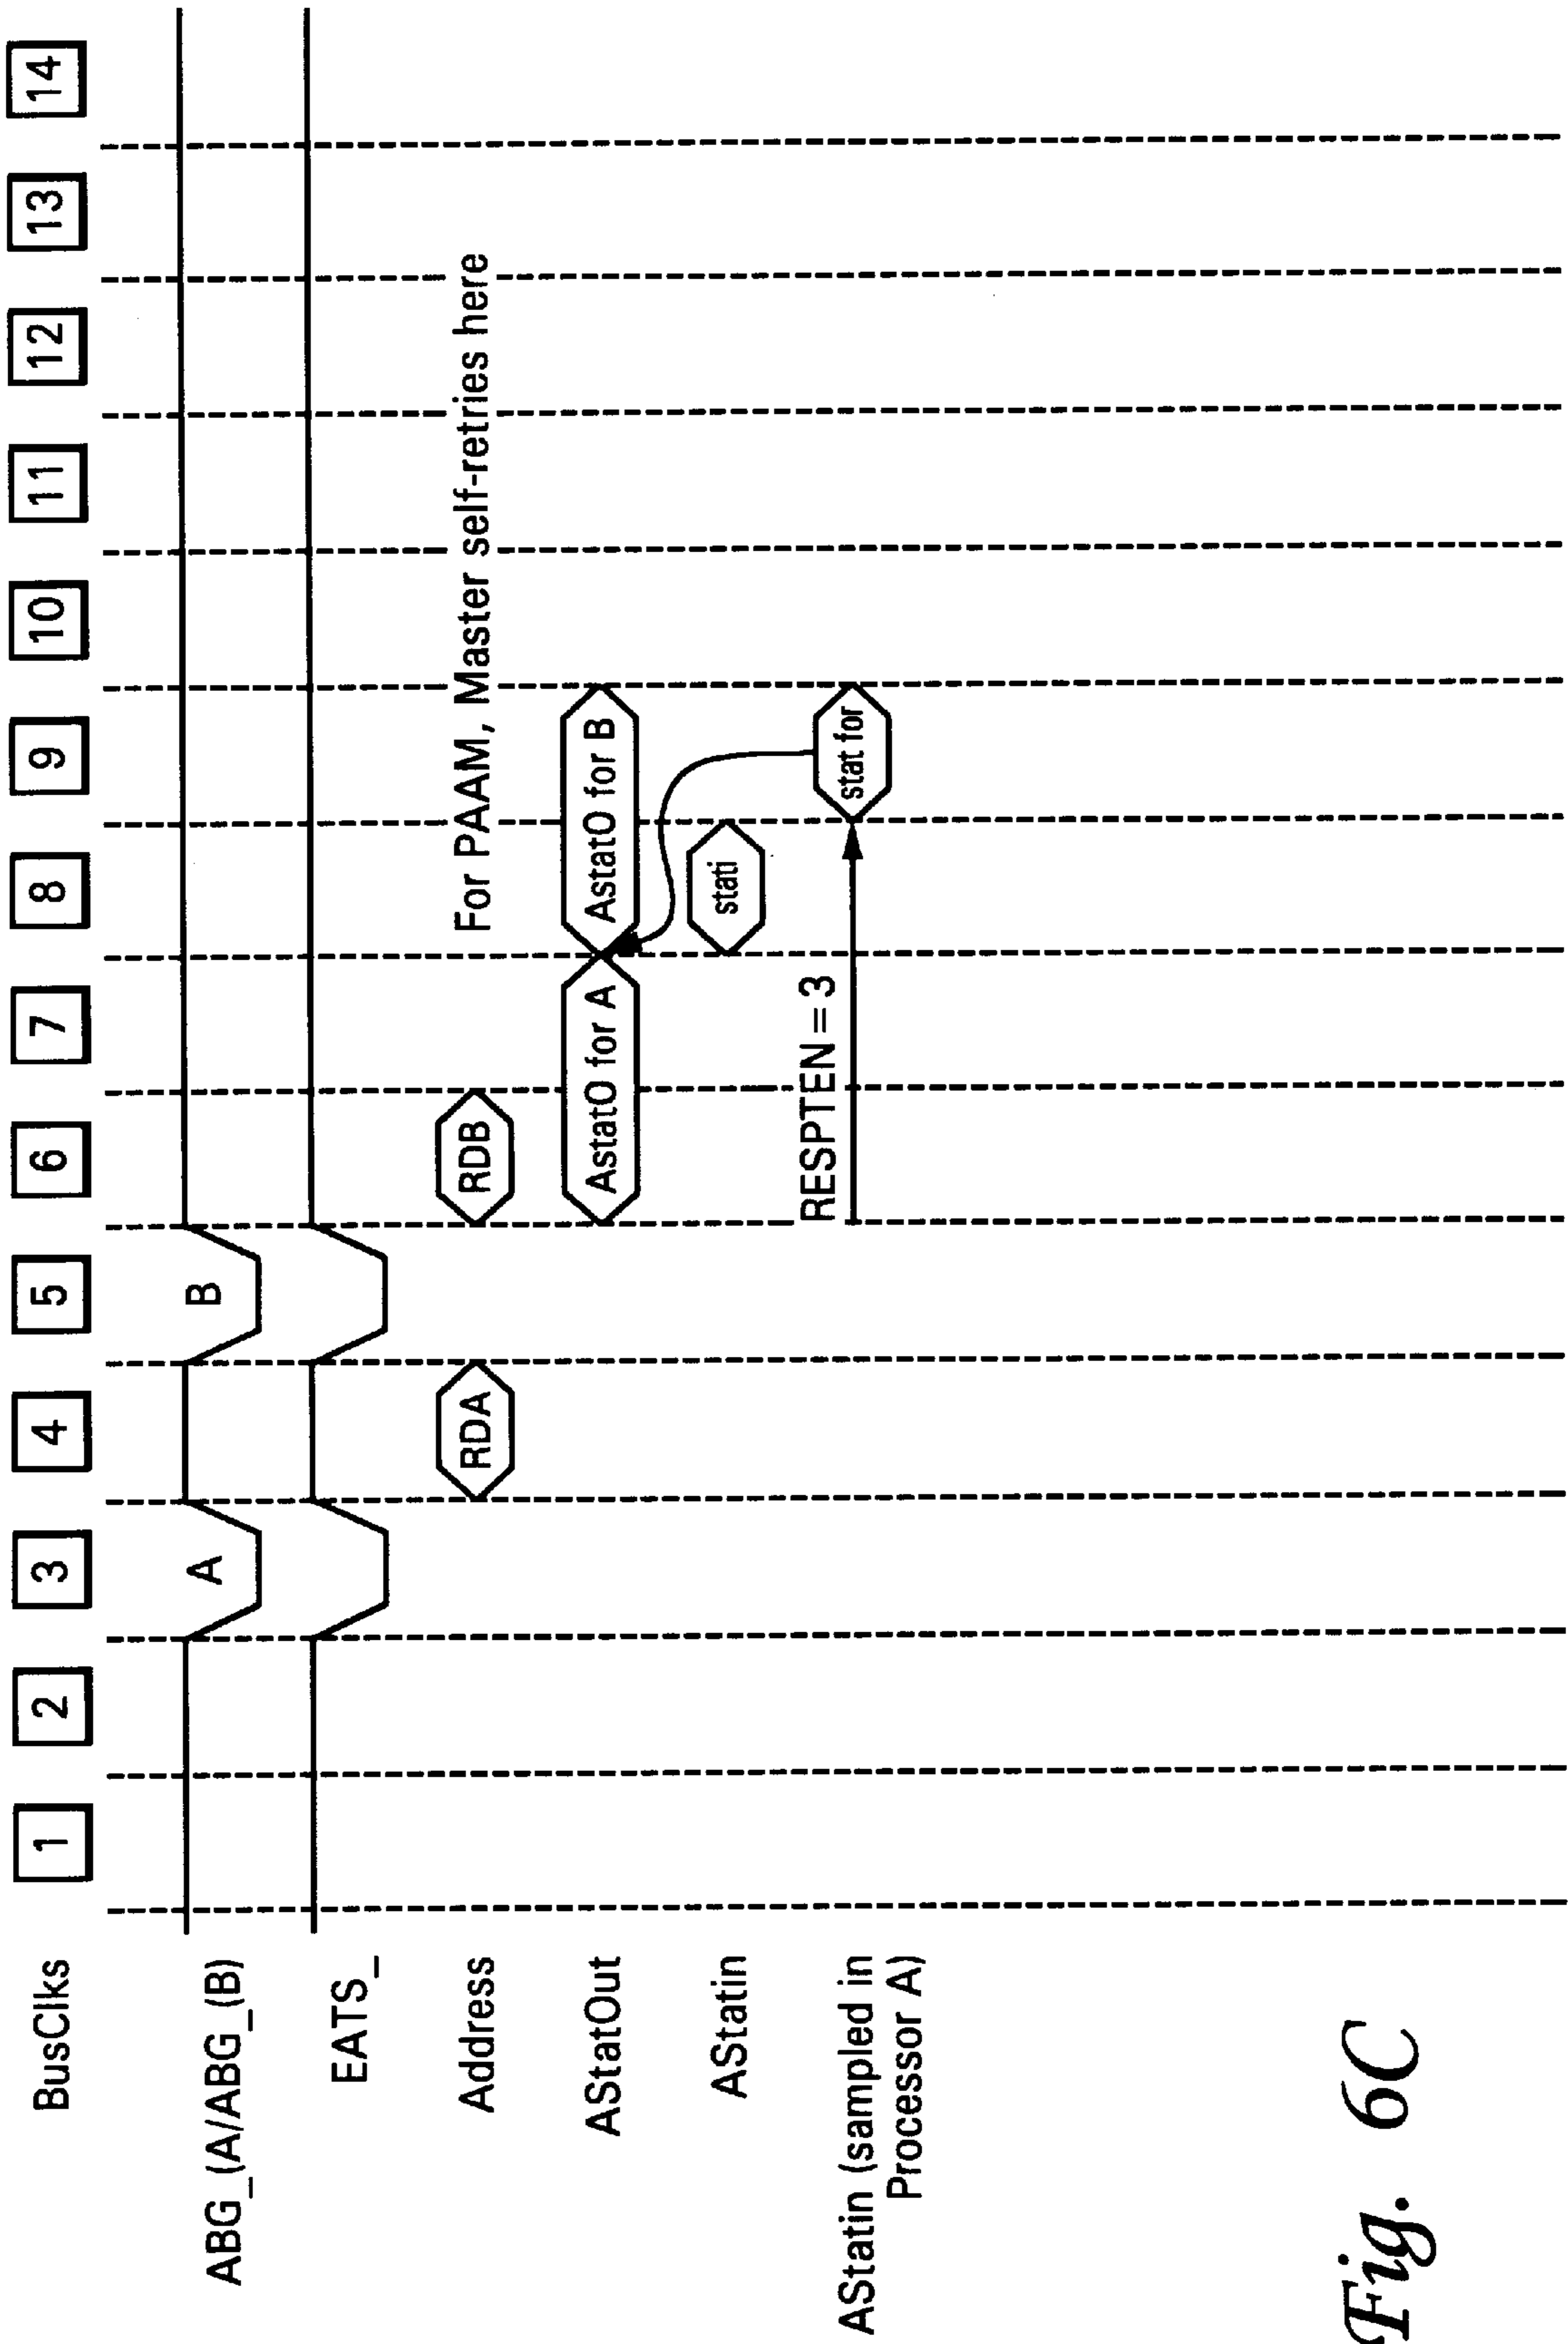 BusClks
1 2 3 4 5 6 7 8 9 10 11 12 13 14
ABG_(A/ABG_(B)
A B
EATS_
Address
RDA RDB
For PAAM, Master self-retries here
AStatOut
AstatO for A AstatO for B
AStatin
stati
RESPTEN = 3
AStatin (sampled in
Processor A)
stat for
Fig. 6C